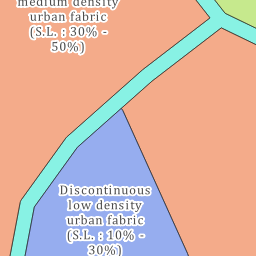 medium density
urban fabric
(S.L. : 30% -
50%)
Discontinuous
low density
urban fabric
(S.L. : 10% -
30%)